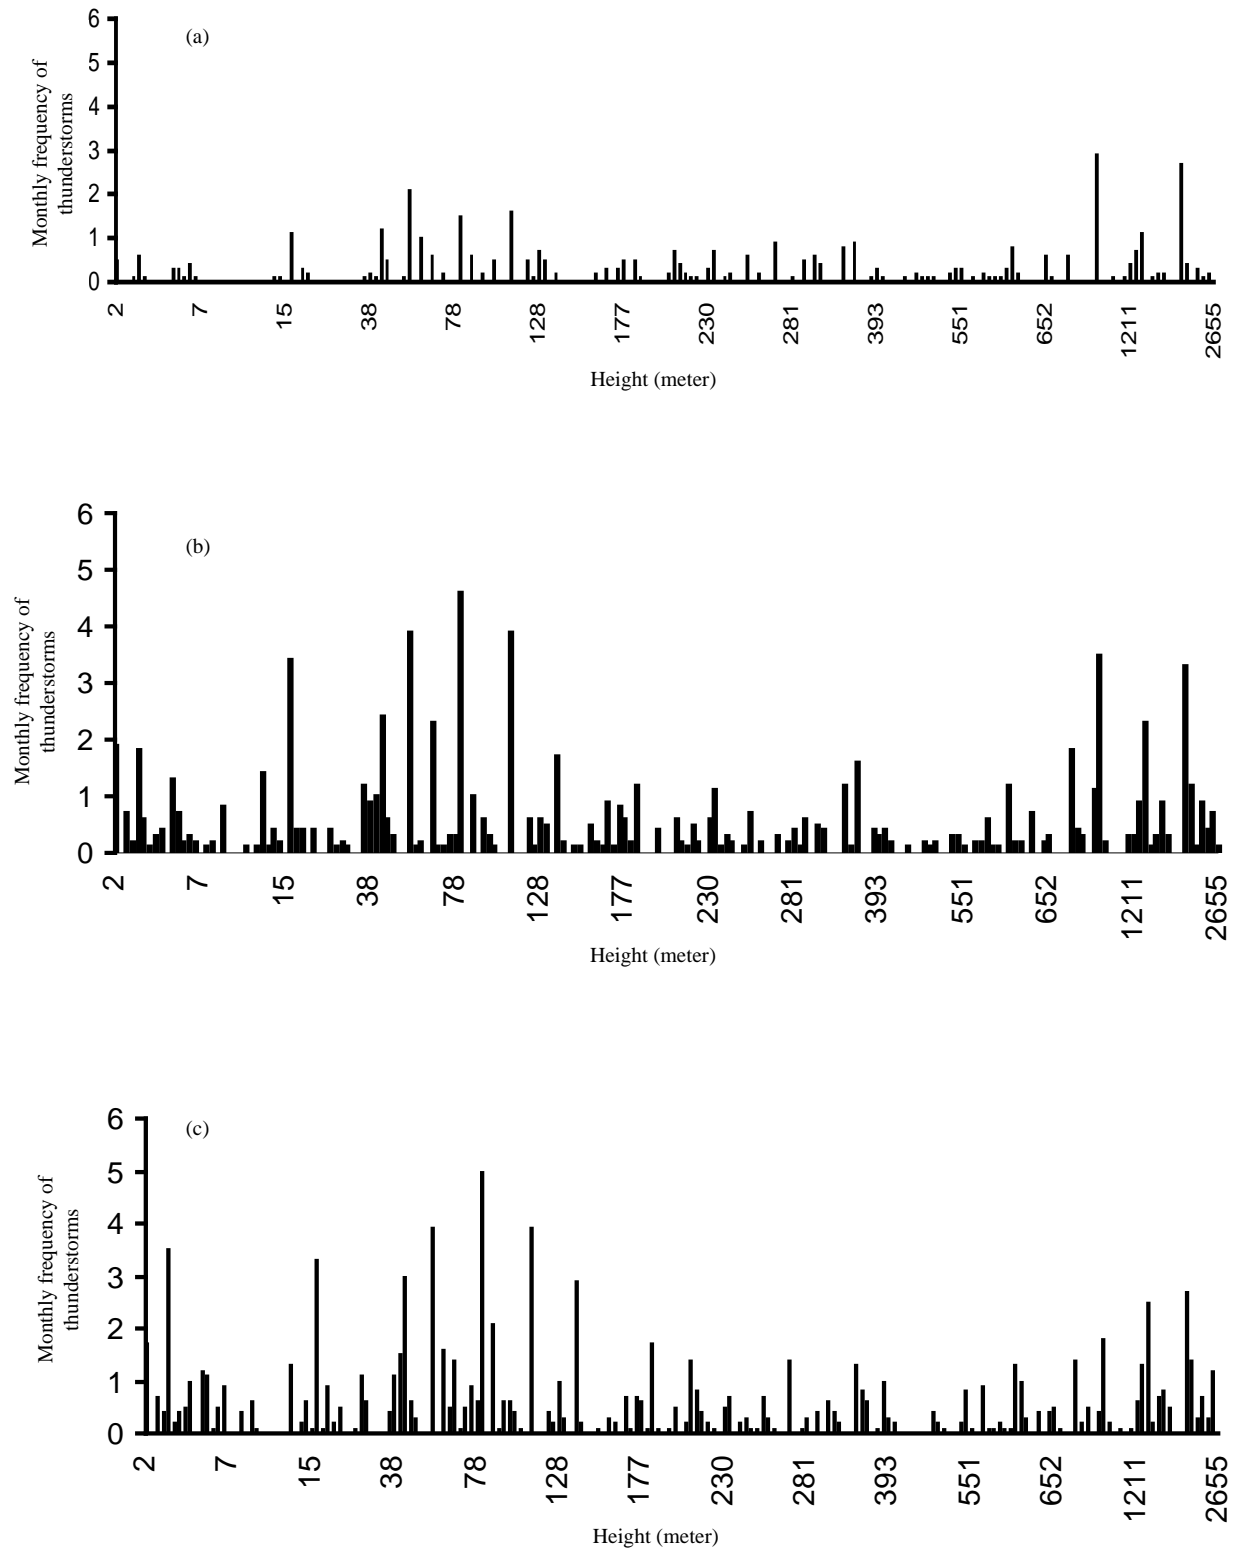 (a)
Monthly frequency of
thunderstorms
6
5
4
3
2
1
0
2 7 15 38 78 128 177 230 281 393 551 652 1211 2655
Height (meter)
(b)
Monthly frequency of
thunderstorms
6
5
4
3
2
1
0
2 7 15 38 78 128 177 230 281 393 551 652 1211 2655
Height (meter)
(c)
Monthly frequency of
thunderstorms
6
5
4
3
2
1
0
2 7 15 38 78 128 177 230 281 393 551 652 1211 2655
Height (meter)